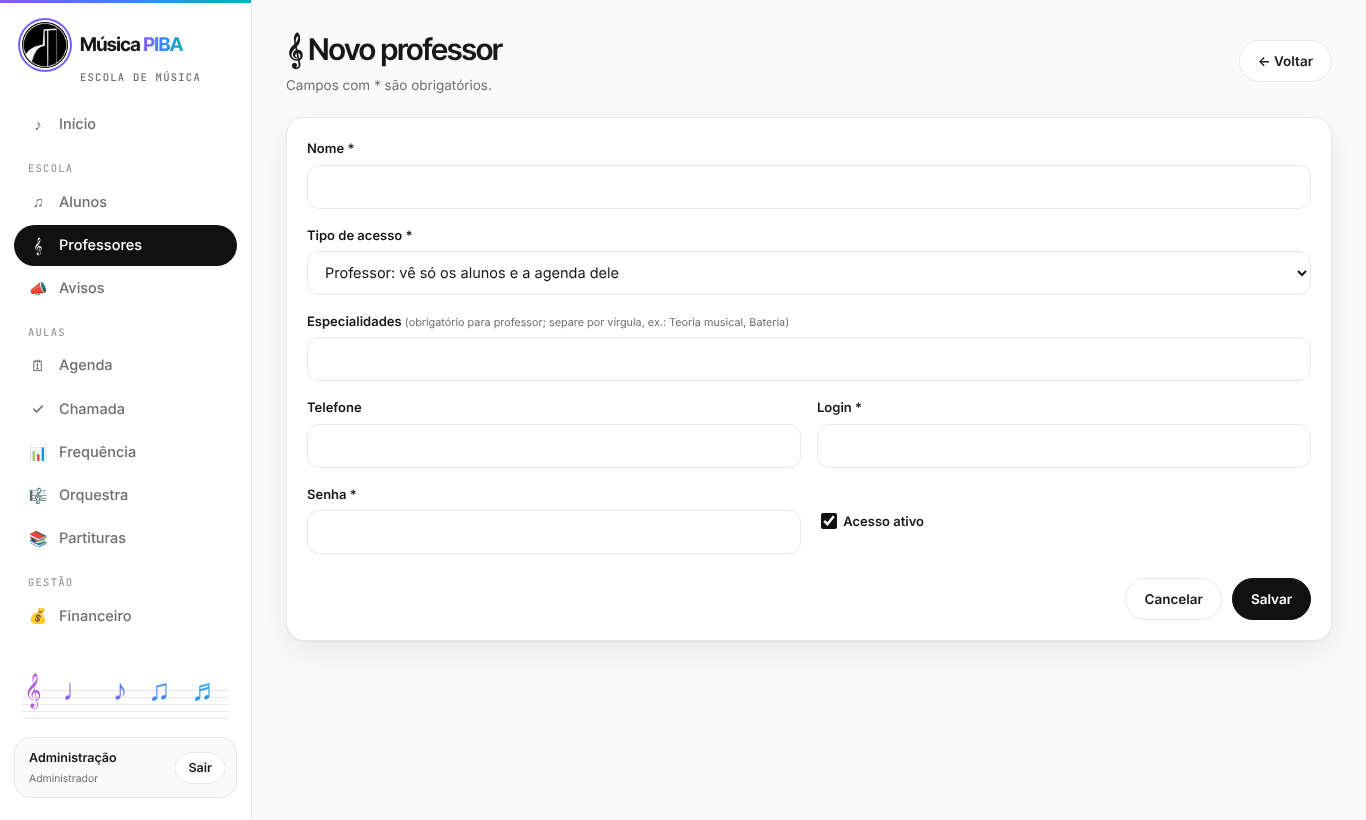 Música PIBA
ESCOLA DE MÚSICA
Início
ESCOLA
Alunos
Professores
Avisos
AULAS
Agenda
Chamada
Frequência
Orquestra
Partituras
GESTÃO
Financeiro
Administração
Administrador
Sair
Novo professor
Campos com * são obrigatórios.
← Voltar
Nome *
Tipo de acesso *
Professor: vê só os alunos e a agenda dele
Especialidades (obrigatório para professor; separe por vírgula, ex.: Teoria musical, Bateria)
Telefone
Login *
Senha *
Acesso ativo
Cancelar
Salvar